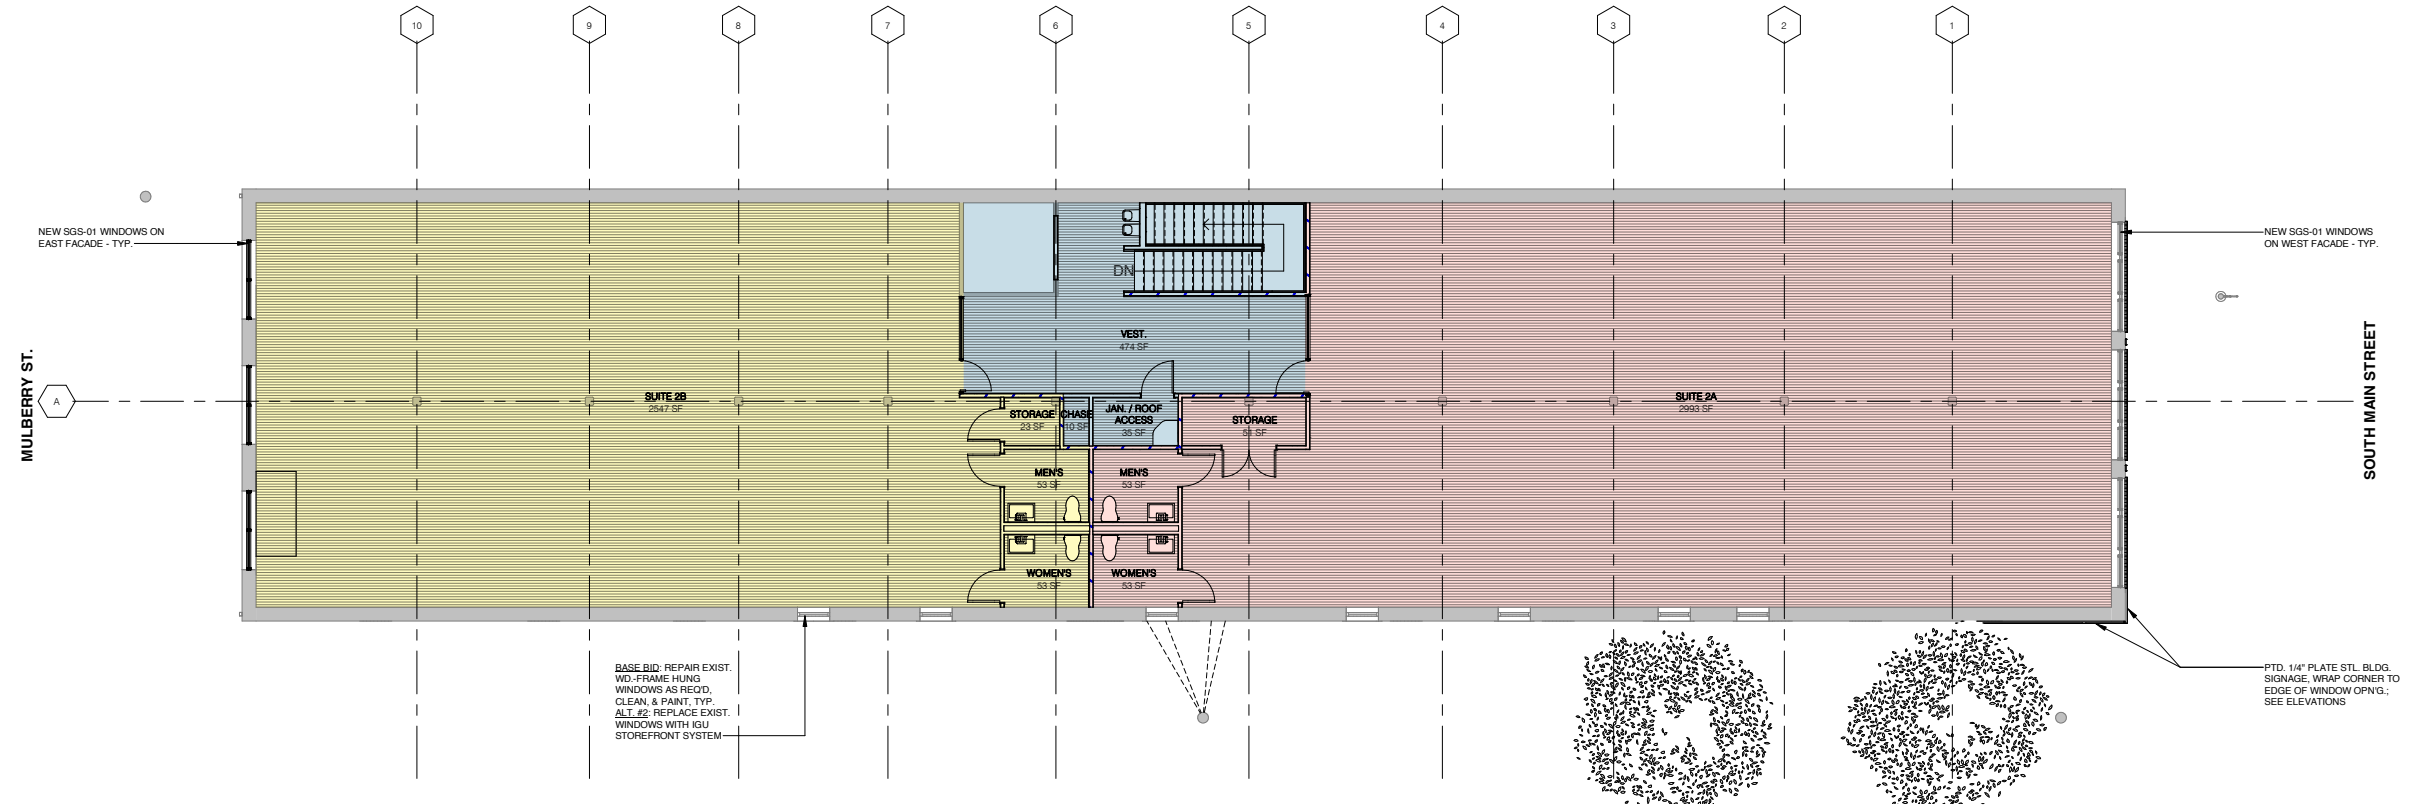 10
9
8
7
6
5
4
3
2
1
NEW SGS-01 WINDOWS ON
EAST FACADE - TYP.
NEW SGS-01 WINDOWS
ON WEST FACADE - TYP.
DN
VEST.
474 SF
MULBERRY ST.
A
SUITE 2B
2547 SF
SUITE 2A
2993 SF
SOUTH MAIN STREET
STORAGE
23 SF
CHASE
10 SF
JAN. / ROOF
ACCESS
35 SF
STORAGE
51 SF
MEN'S
53 SF
MEN'S
53 SF
WOMEN'S
53 SF
WOMEN'S
53 SF
BASE BID: REPAIR EXIST.
WD.-FRAME HUNG
WINDOWS AS REQ'D,
CLEAN, & PAINT, TYP.
ALT. #2: REPLACE EXIST.
WINDOWS WITH IGU
STOREFRONT SYSTEM
PTD. 1/4" PLATE STL. BLDG.
SIGNAGE, WRAP CORNER TO
EDGE OF WINDOW OPN'G.;
SEE ELEVATIONS